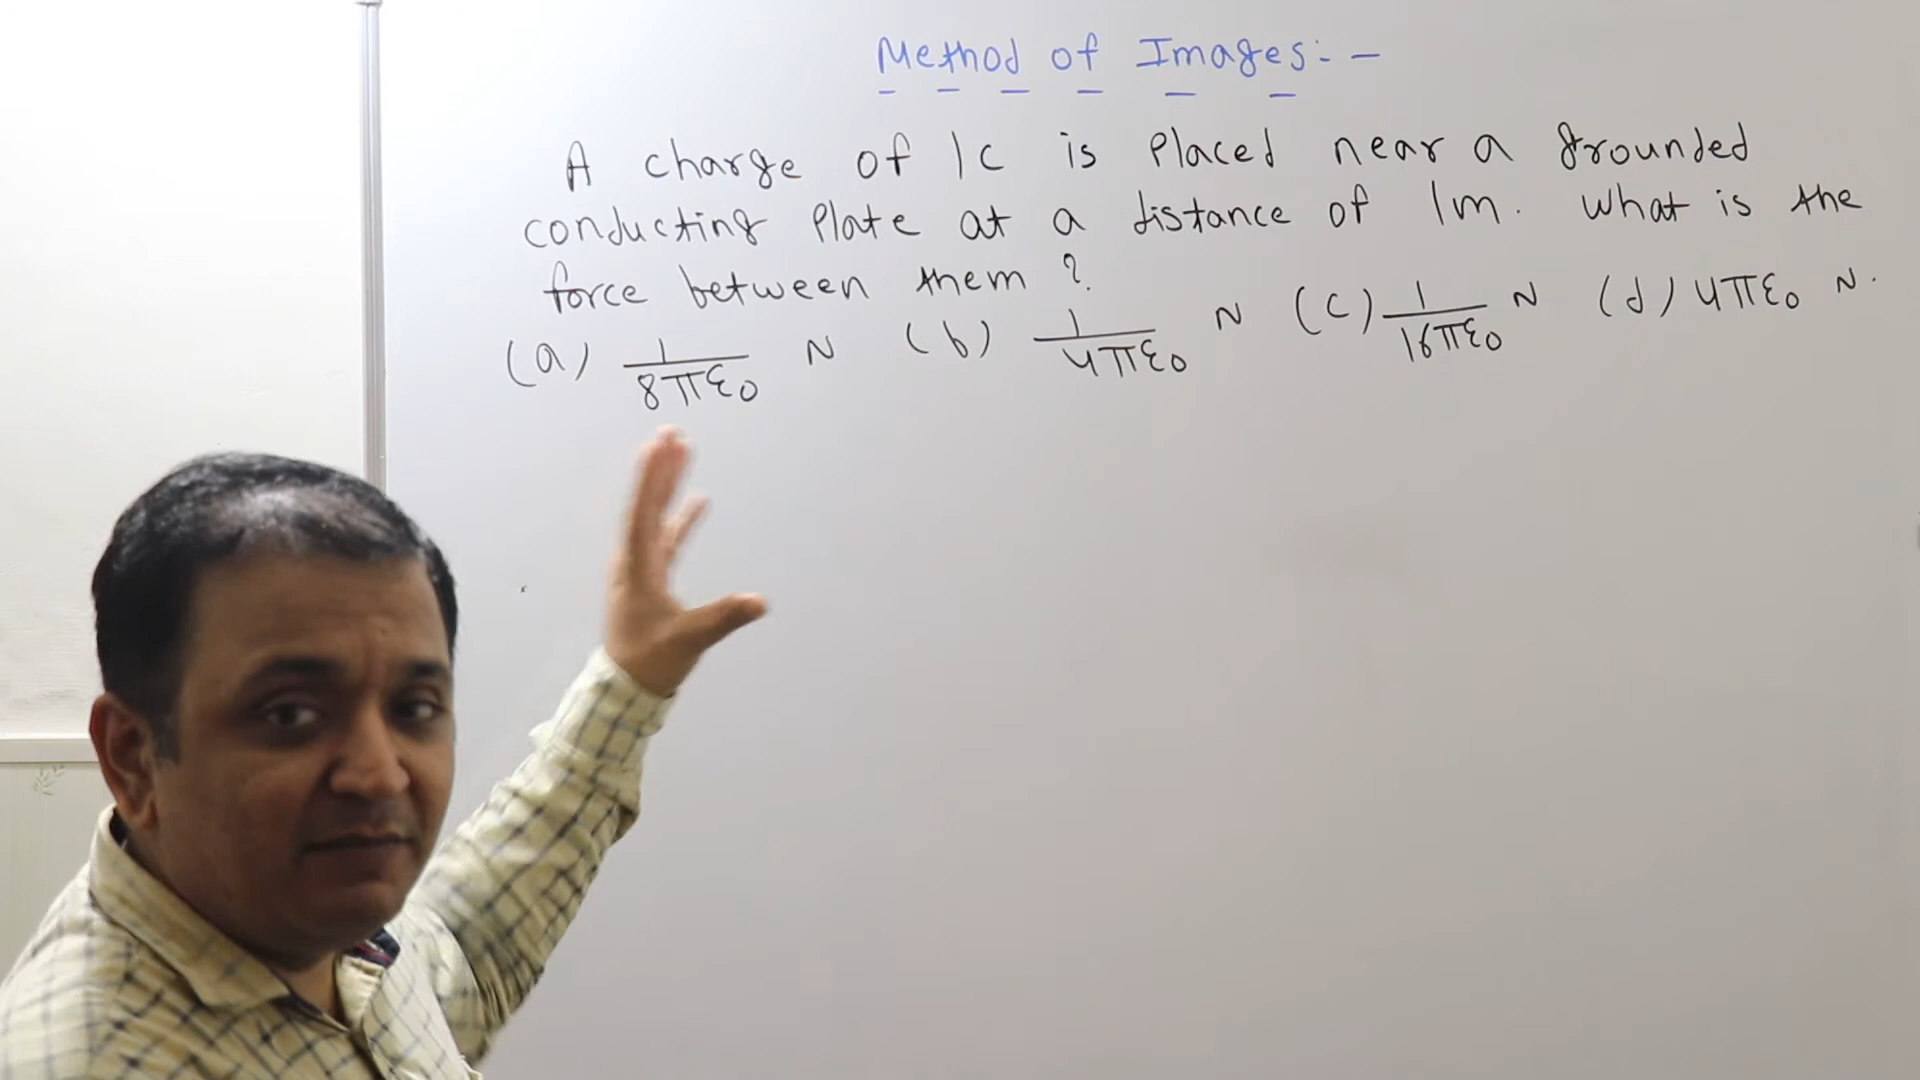 Method of Images:-
A charge of 1C is Placed near a grounded
conducting Plate at a distance of 1m. What is the
force between them?
(a) 1/8πε₀ N (b) 1/4πε₀ N (c) 1/16πε₀ N (d) 4πε₀ N.